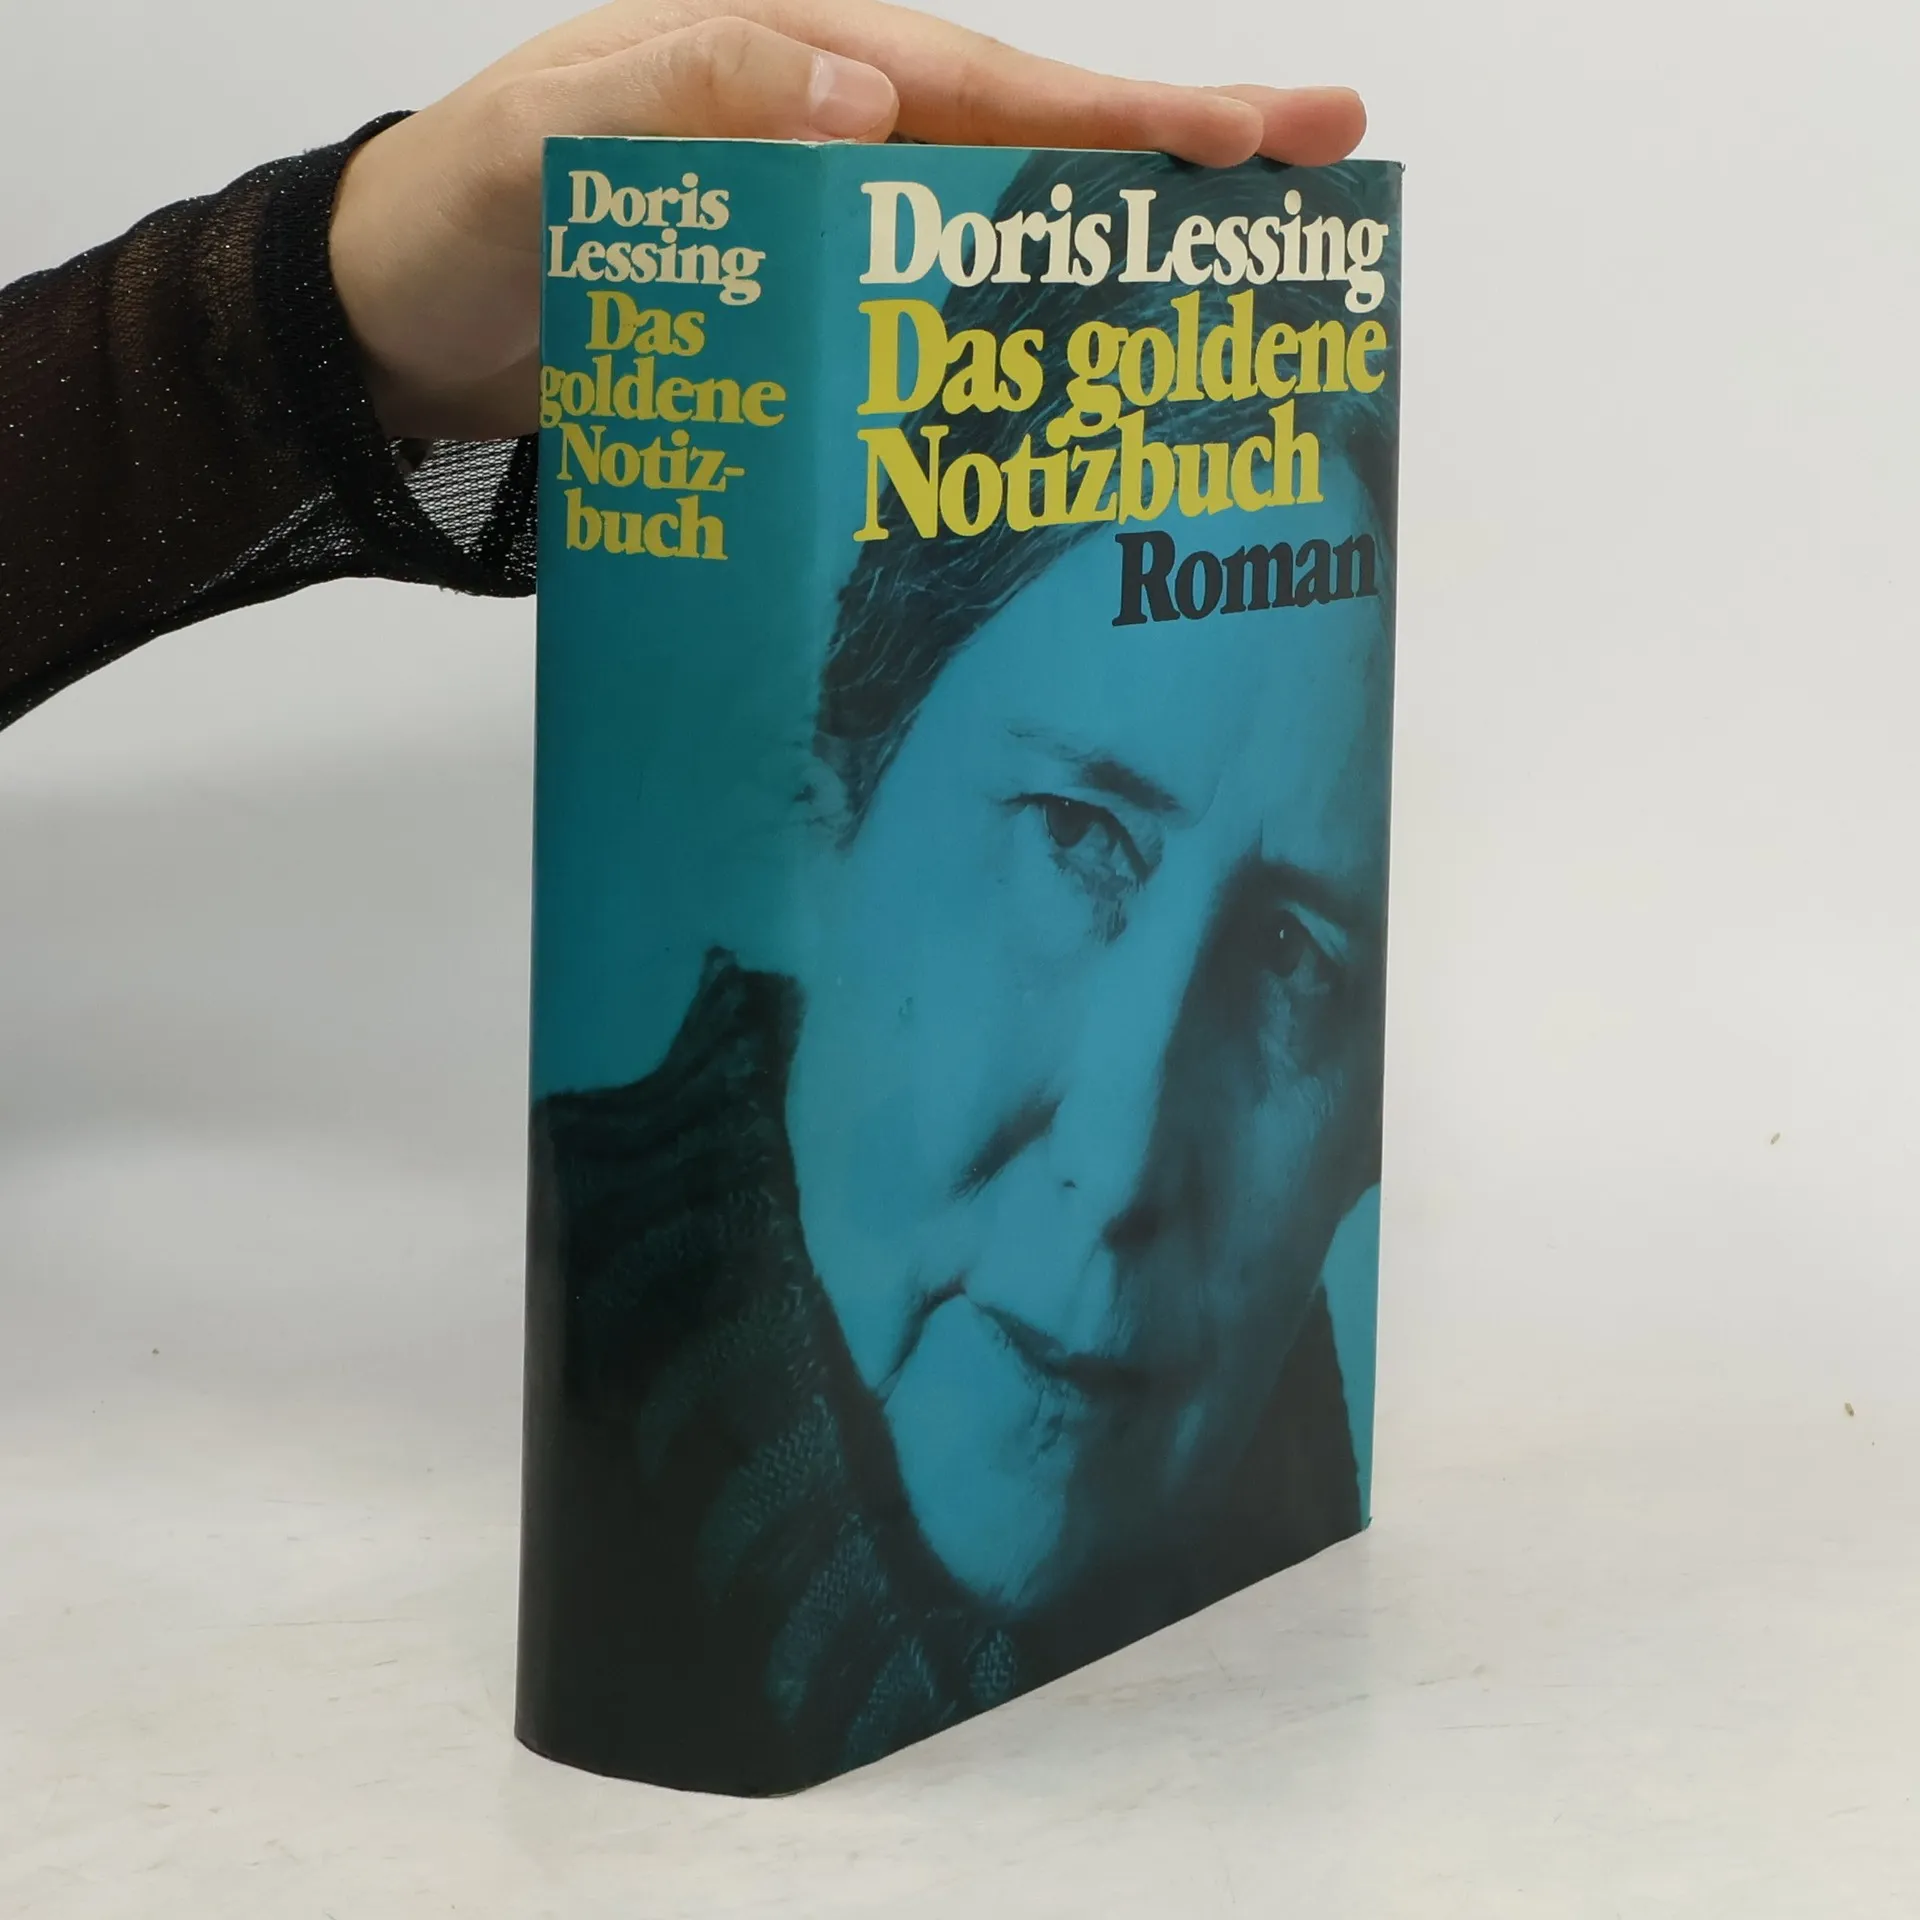 Doris
Lessing
Das
goldene
Notiz-
buch
Doris Lessing
Das goldene
Notizbuch
Roman